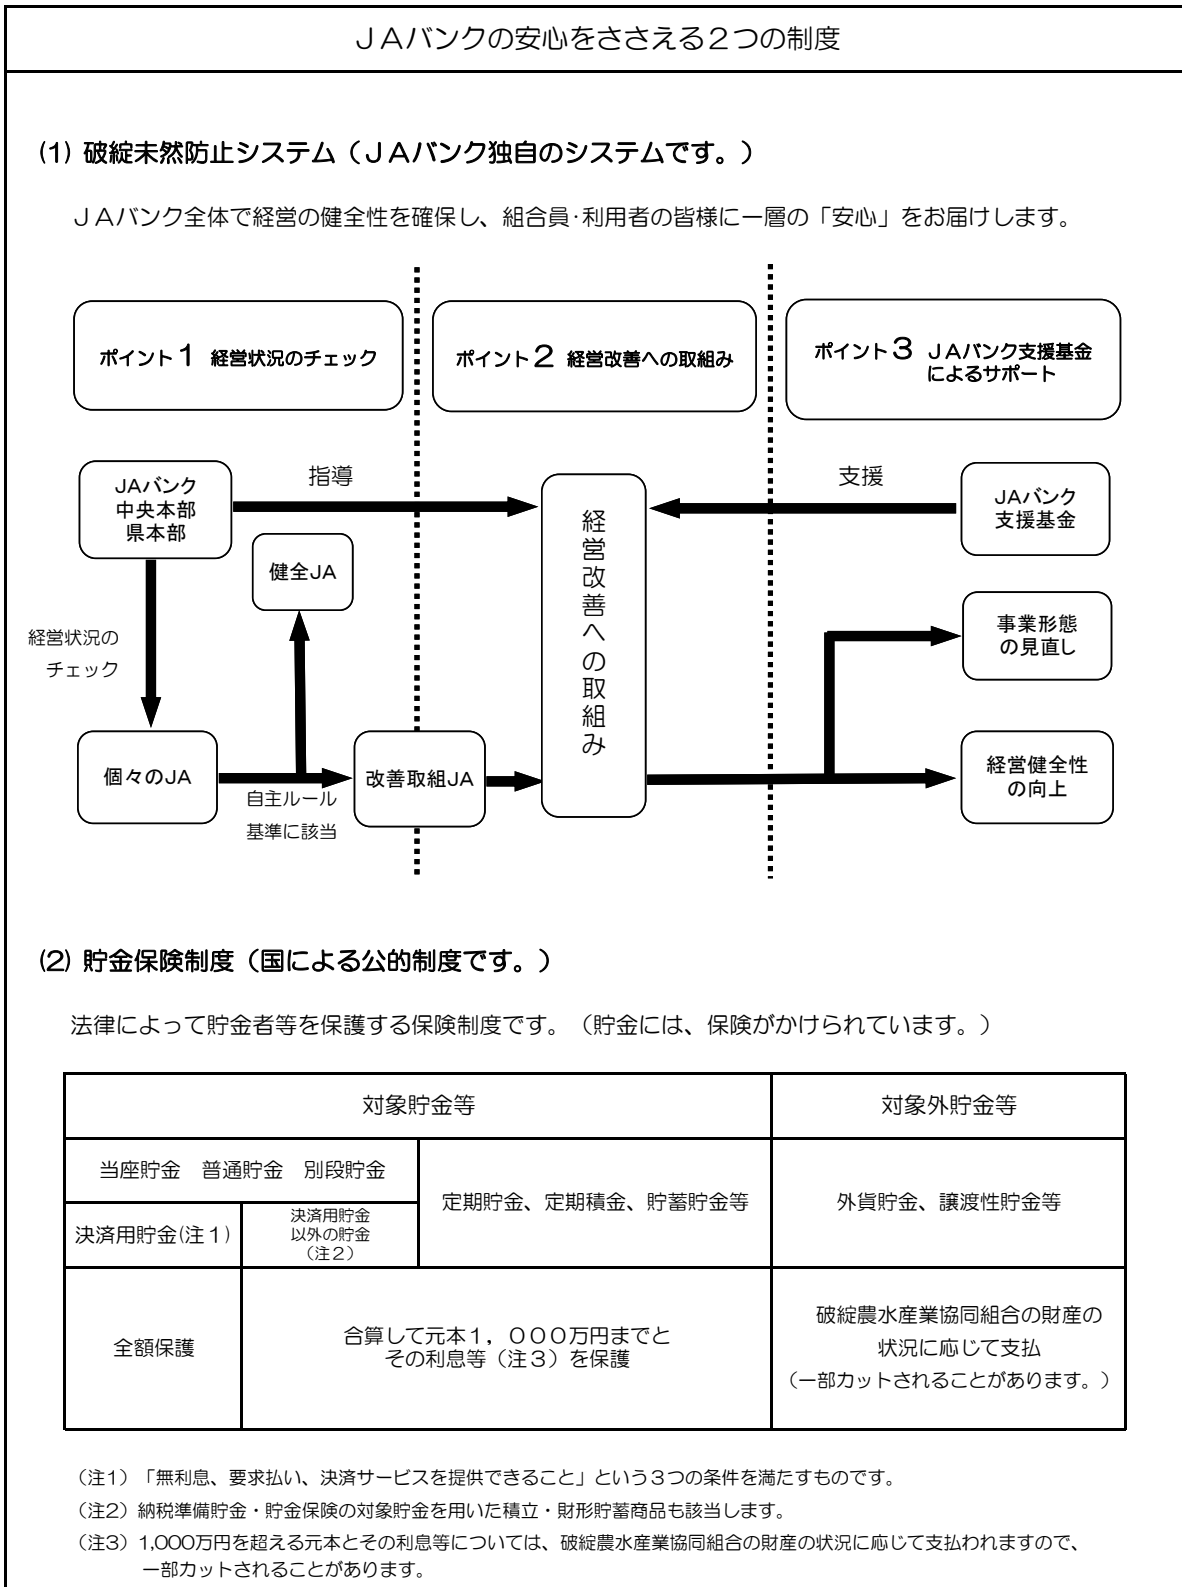 ＪＡバンクの安心をささえる２つの制度
(1) 破綻未然防止システム（ＪＡバンク独自のシステムです。）
ＪＡバンク全体で経営の健全性を確保し、組合員･利用者の皆様に一層の「安心」をお届けします。
ポイント１ 経営状況のチェック
ポイント２ 経営改善への取組み
ポイント３ ＪＡバンク支援基金
によるサポート
JAバンク
中央本部
県本部
指導
経営改善への取組み
支援
JAバンク
支援基金
健全JA
経営状況の
チェック
事業形態
の見直し
個々のJA
自主ルール
基準に該当
改善取組JA
経営健全性
の向上
(2) 貯金保険制度（国による公的制度です。）
法律によって貯金者等を保護する保険制度です。（貯金には、保険がかけられています。）
対象貯金等
対象外貯金等
当座貯金　普通貯金　別段貯金
定期貯金、定期積金、貯蓄貯金等
外貨貯金、譲渡性貯金等
決済用貯金(注１)
決済用貯金
以外の貯金
（注２）
全額保護
合算して元本１，０００万円までと
その利息等（注３）を保護
破綻農水産業協同組合の財産の
状況に応じて支払
（一部カットされることがあります。）
（注1）「無利息、要求払い、決済サービスを提供できること」という３つの条件を満たすものです。
（注2）納税準備貯金・貯金保険の対象貯金を用いた積立・財形貯蓄商品も該当します。
（注3）1,000万円を超える元本とその利息等については、破綻農水産業協同組合の財産の状況に応じて支払われますので、
一部カットされることがあります。